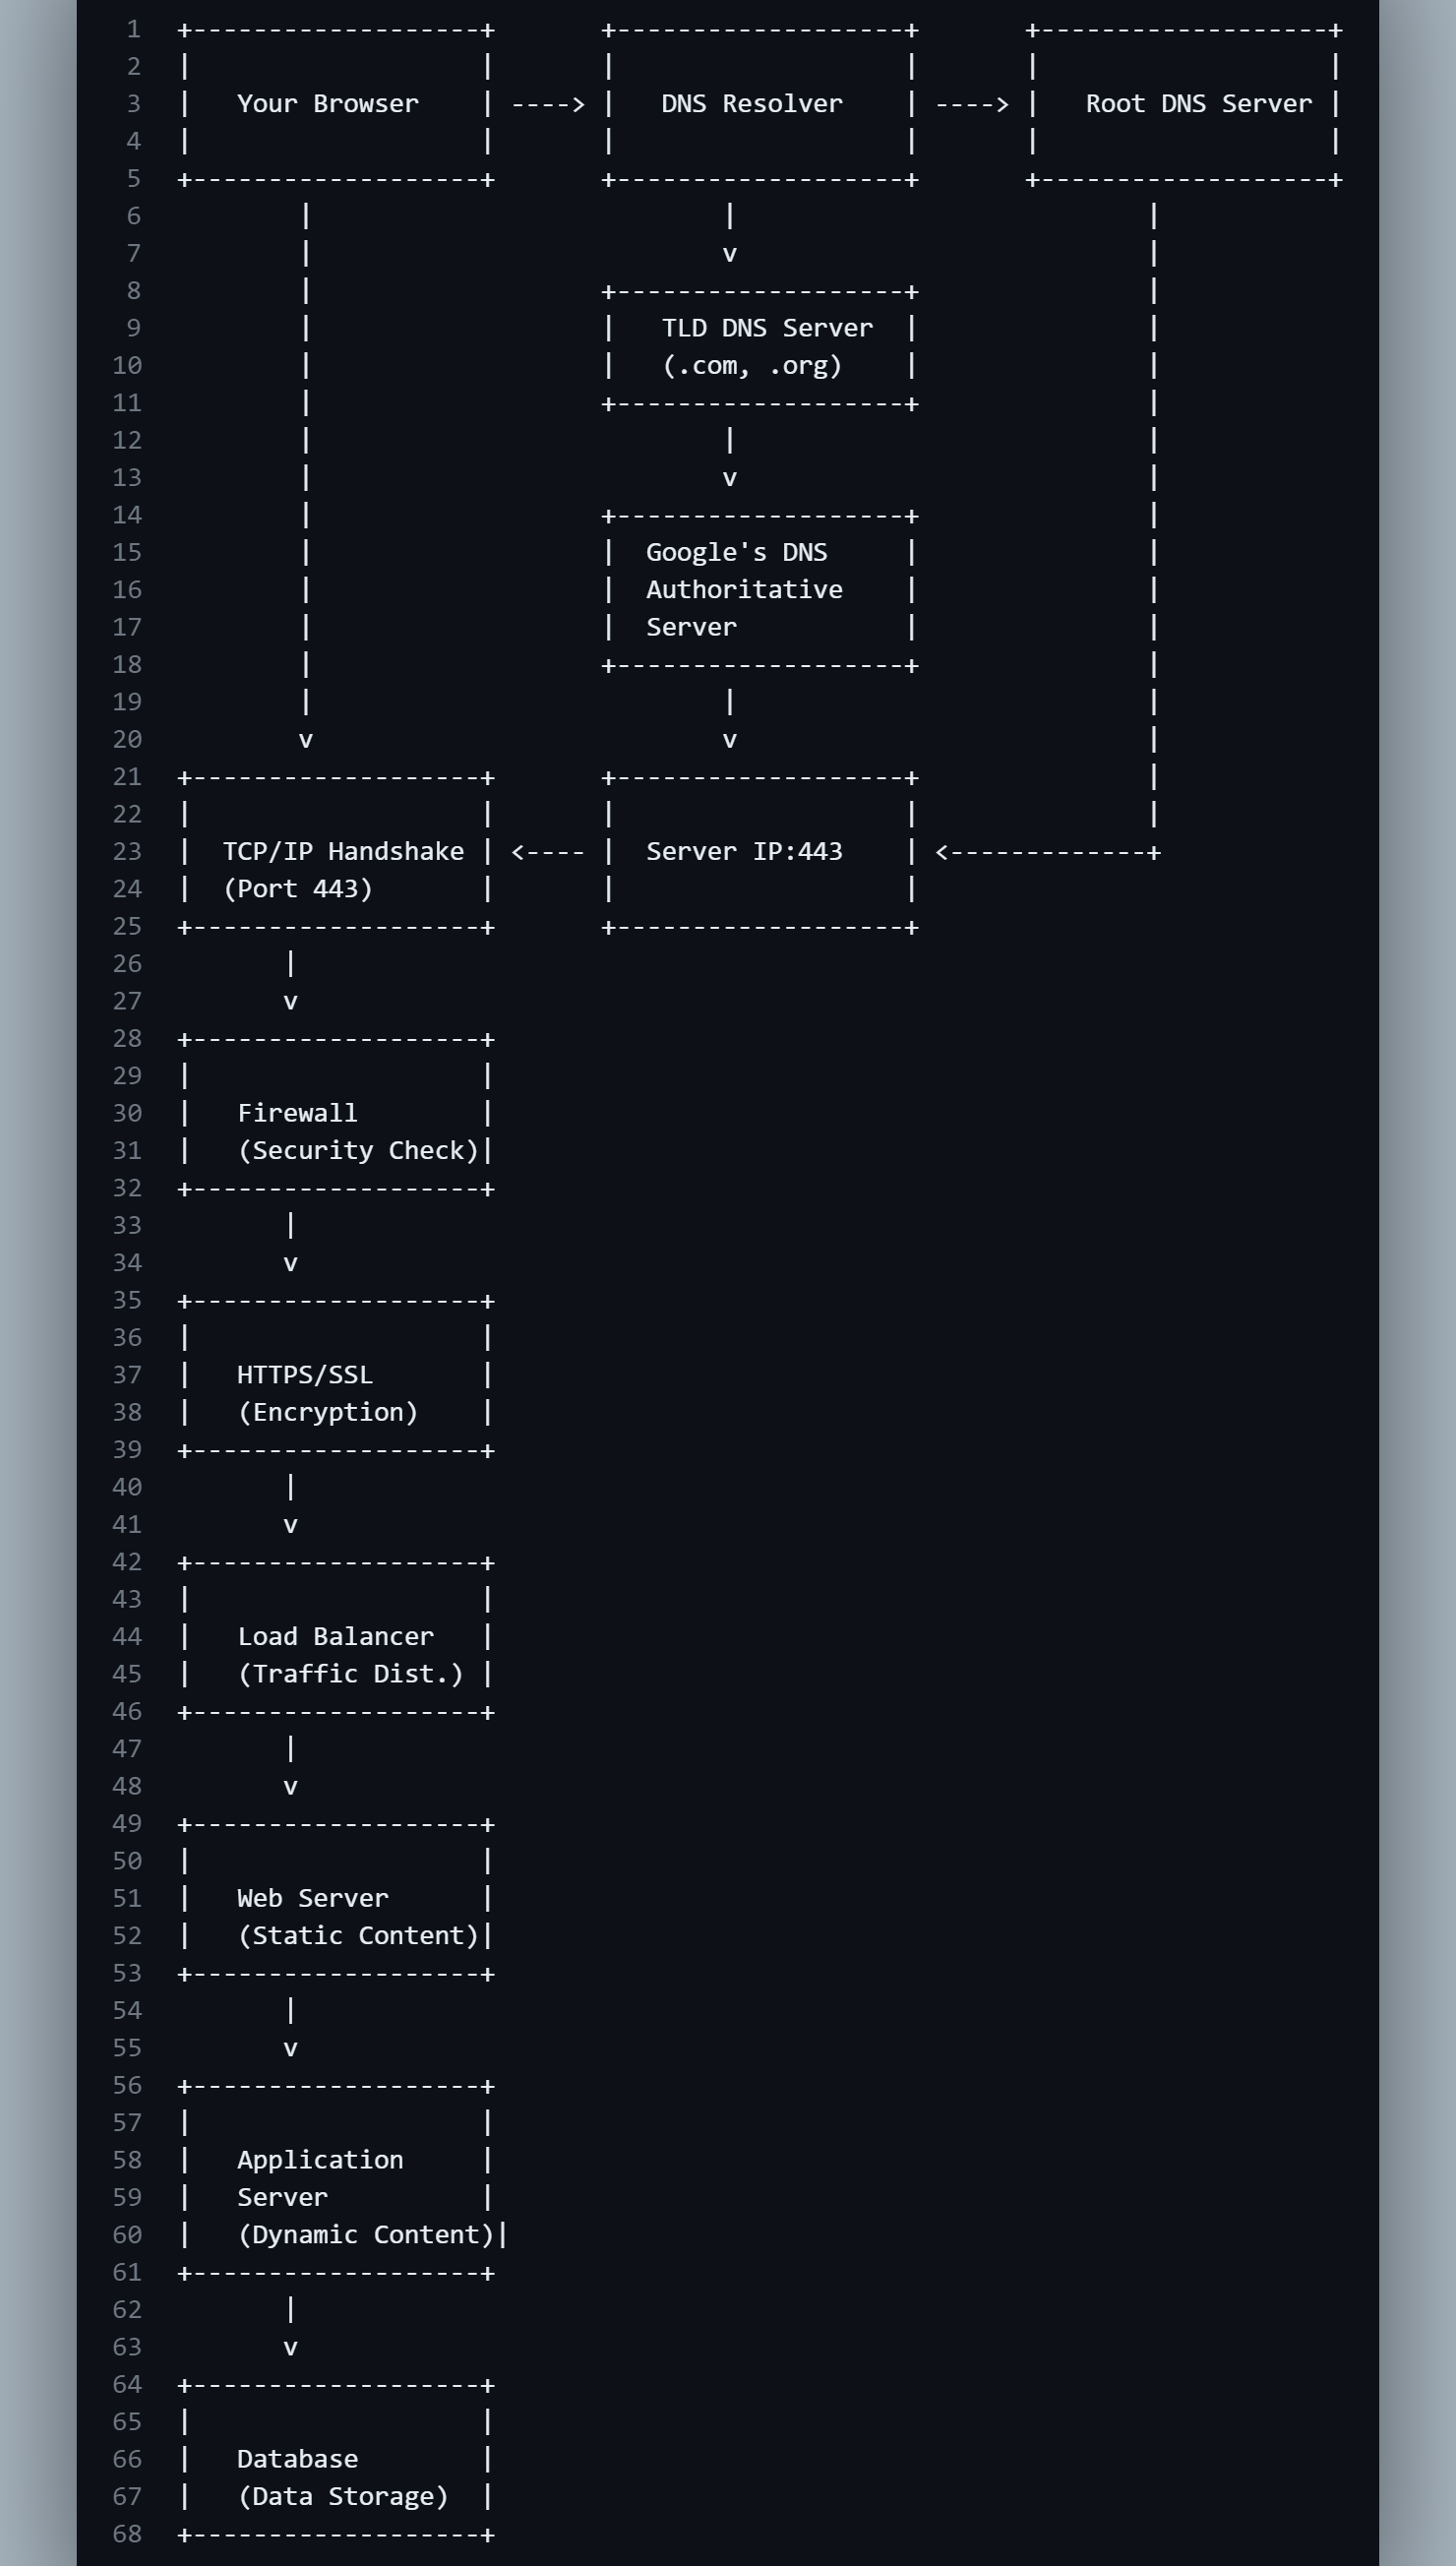 1  +-------------------+       +-------------------+       +-------------------+
2  |                   |       |                   |       |                   |
3  |   Your Browser    | ----> |   DNS Resolver    | ----> |   Root DNS Server |
4  |                   |       |                   |       |                   |
5  +-------------------+       +-------------------+       +-------------------+
6          |                           |                           |
7          |                           v                           |
8          |                   +-------------------+               |
9          |                   |   TLD DNS Server  |               |
10         |                   |   (.com, .org)    |               |
11         |                   +-------------------+               |
12         |                           |                           |
13         |                           v                           |
14         |                   +-------------------+               |
15         |                   |  Google's DNS     |               |
16         |                   |  Authoritative    |               |
17         |                   |  Server           |               |
18         |                   +-------------------+               |
19         |                           |                           |
20         v                           v                           |
21 +-------------------+       +-------------------+               |
22 |                   |       |                   |               |
23 |  TCP/IP Handshake | <---- |  Server IP:443    | <-------------+
24 |  (Port 443)       |       |                   |
25 +-------------------+       +-------------------+
26        |
27        v
28 +-------------------+
29 |                   |
30 |   Firewall        |
31 |   (Security Check)|
32 +-------------------+
33        |
34        v
35 +-------------------+
36 |                   |
37 |   HTTPS/SSL       |
38 |   (Encryption)    |
39 +-------------------+
40        |
41        v
42 +-------------------+
43 |                   |
44 |   Load Balancer   |
45 |   (Traffic Dist.) |
46 +-------------------+
47        |
48        v
49 +-------------------+
50 |                   |
51 |   Web Server      |
52 |   (Static Content)|
53 +-------------------+
54        |
55        v
56 +-------------------+
57 |                   |
58 |   Application     |
59 |   Server          |
60 |   (Dynamic Content)|
61 +-------------------+
62        |
63        v
64 +-------------------+
65 |                   |
66 |   Database        |
67 |   (Data Storage)  |
68 +-------------------+